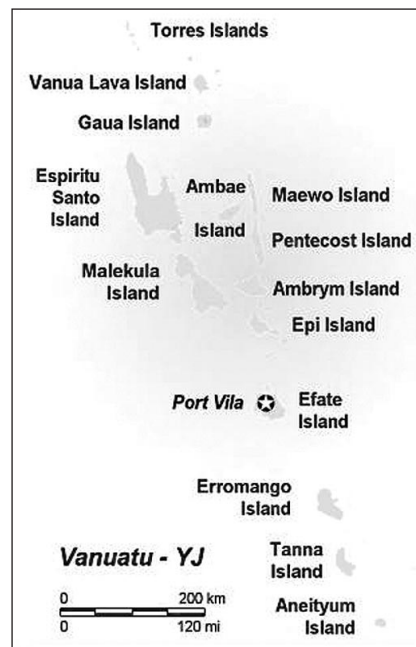 Torres Islands
Vanua Lava Island
Gaua Island
Espiritu
Santo
Island
Ambae
Island
Maewo Island
Pentecost Island
Malekula
Island
Ambrym Island
Epi Island
Port Vila
Efate
Island
Erromango
Island
Tanna
Island
Vanuatu - YJ
0 200 km
0 120 mi
Aneityum
Island